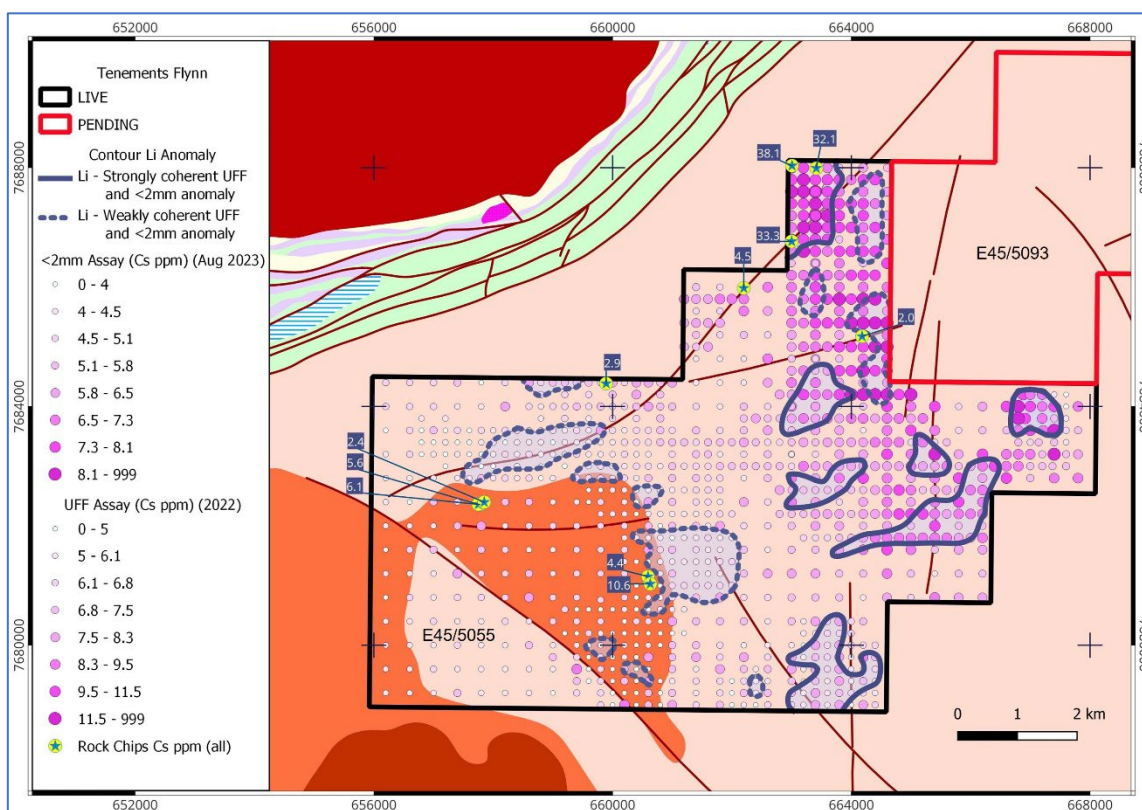 652000
656000
660000
664000
668000
Tenements Flynn
LIVE
PENDING
Contour Li Anomaly
Li - Strongly coherent UFF
and <2mm anomaly
Li - Weakly coherent UFF
and <2mm anomaly
<2mm Assay (Cs ppm) (Aug 2023)
0 - 4
4 - 4.5
4.5 - 5.1
5.1 - 5.8
5.8 - 6.5
6.5 - 7.3
7.3 - 8.1
8.1 - 999
UFF Assay (Cs ppm) (2022)
0 - 5
5 - 6.1
6.1 - 6.8
6.8 - 7.5
7.5 - 8.3
8.3 - 9.5
9.5 - 11.5
11.5 - 999
Rock Chips Cs ppm (all)
7688000
7684000
7680000
38.1
32.1
33.3
4.5
2.0
2.9
2.4
5.6
6.1
4.4
10.6
E45/5093
E45/5055
7688000
7684000
7680000
0 1 2 km
652000
656000
660000
664000
668000